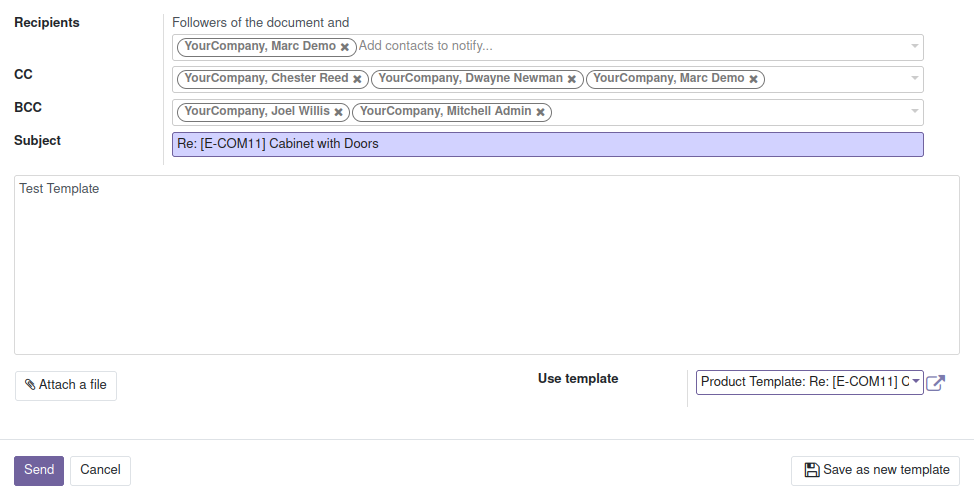 Recipients
Followers of the document and
YourCompany, Marc Demo Add contacts to notify...
CC
YourCompany, Chester Reed YourCompany, Dwayne Newman YourCompany, Marc Demo
BCC
YourCompany, Joel Willis YourCompany, Mitchell Admin
Subject
Re: [E-COM11] Cabinet with Doors
Test Template
Attach a file
Use template
Product Template: Re: [E-COM11] C
Send
Cancel
Save as new template